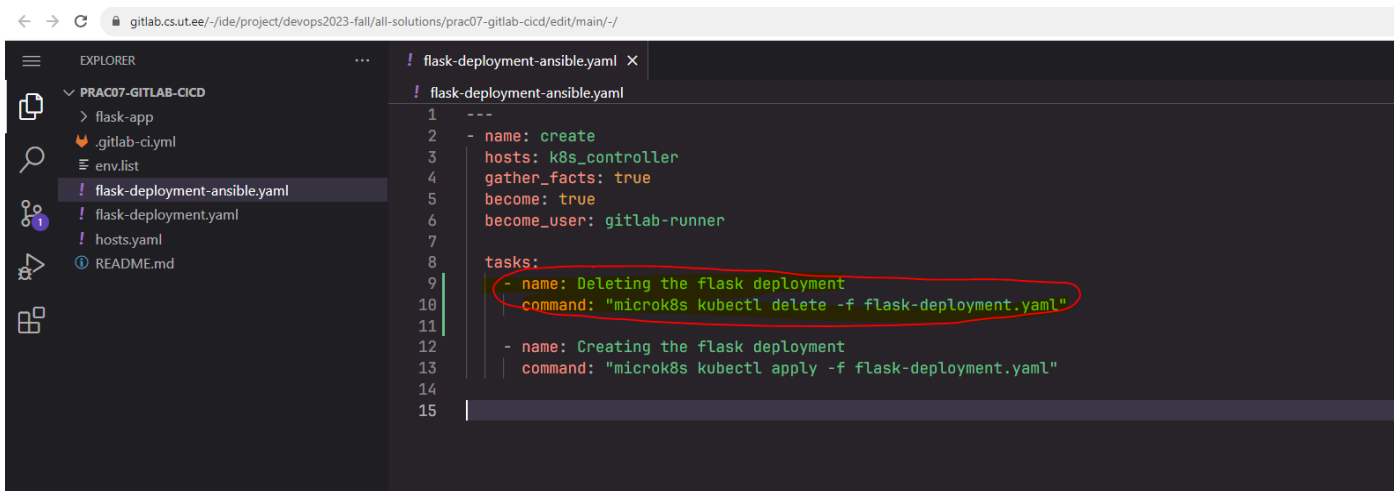 gitlab.cs.ut.ee/-/ide/project/devops2023-fall/all-solutions/prac07-gitlab-cicd/edit/main/-/
EXPLORER ...
PRAC07-GITLAB-CICD
flask-app
.gitlab-ci.yml
env.list
! flask-deployment-ansible.yaml
! flask-deployment.yaml
! hosts.yaml
README.md
1
! flask-deployment-ansible.yaml
! flask-deployment-ansible.yaml
1 ---
2 - name: create
3 hosts: k8s_controller
4 gather_facts: true
5 become: true
6 become_user: gitlab-runner
7
8 tasks:
9 - name: Deleting the flask deployment
10 command: "microk8s kubectl delete -f flask-deployment.yaml"
11
12 - name: Creating the flask deployment
13 command: "microk8s kubectl apply -f flask-deployment.yaml"
14
15